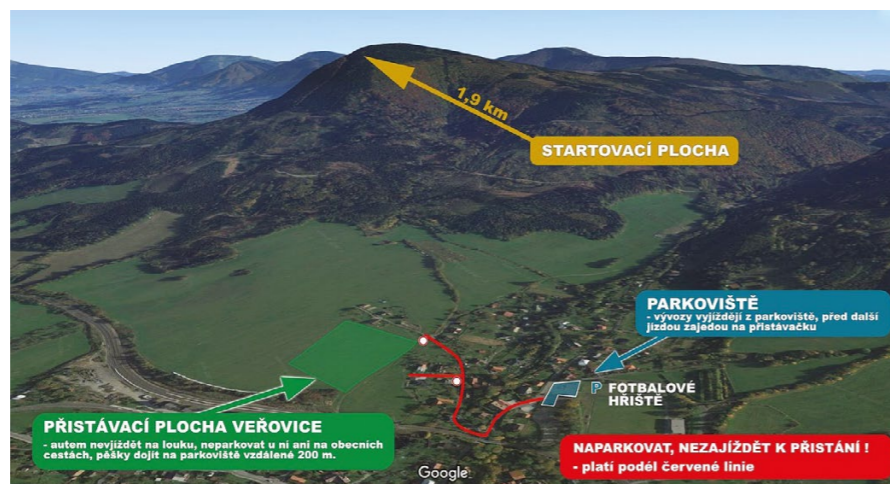 1,9 km
STARTOVACÍ PLOCHA
PARKOVIŠTĚ
- vývozy vyjíždějí z parkoviště, před další
jízdou zajedou na přistávačku
P FOTBALOVÉ
HŘIŠTĚ
PŘISTÁVACÍ PLOCHA VEŘOVICE
- autem nevjíždět na louku, neparkovat u ní ani na obecních
cestách, pěšky dojít na parkoviště vzdálené 200 m.
NAPARKOVAT, NEZAJÍŽDĚT K PŘISTÁNÍ !
- platí podél červené linie
Google